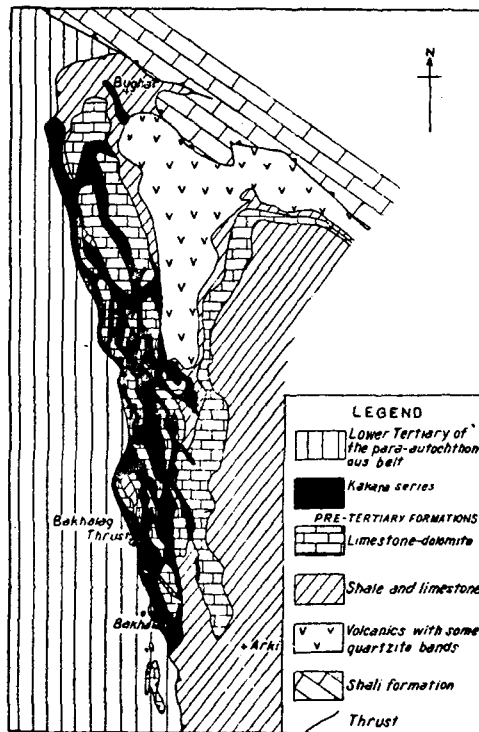 Bughar
N
Bakhalag
Thrust
Bakhal
Arki
LEGEND
Lower Tertiary of
the para-autochthon
ous belt
Kakara series
PRE-TERTIARY FORMATIONS
Limestone-dolomite
Shale and limestone
Volcanics with some
quartzite bands
Shali formation
Thrust